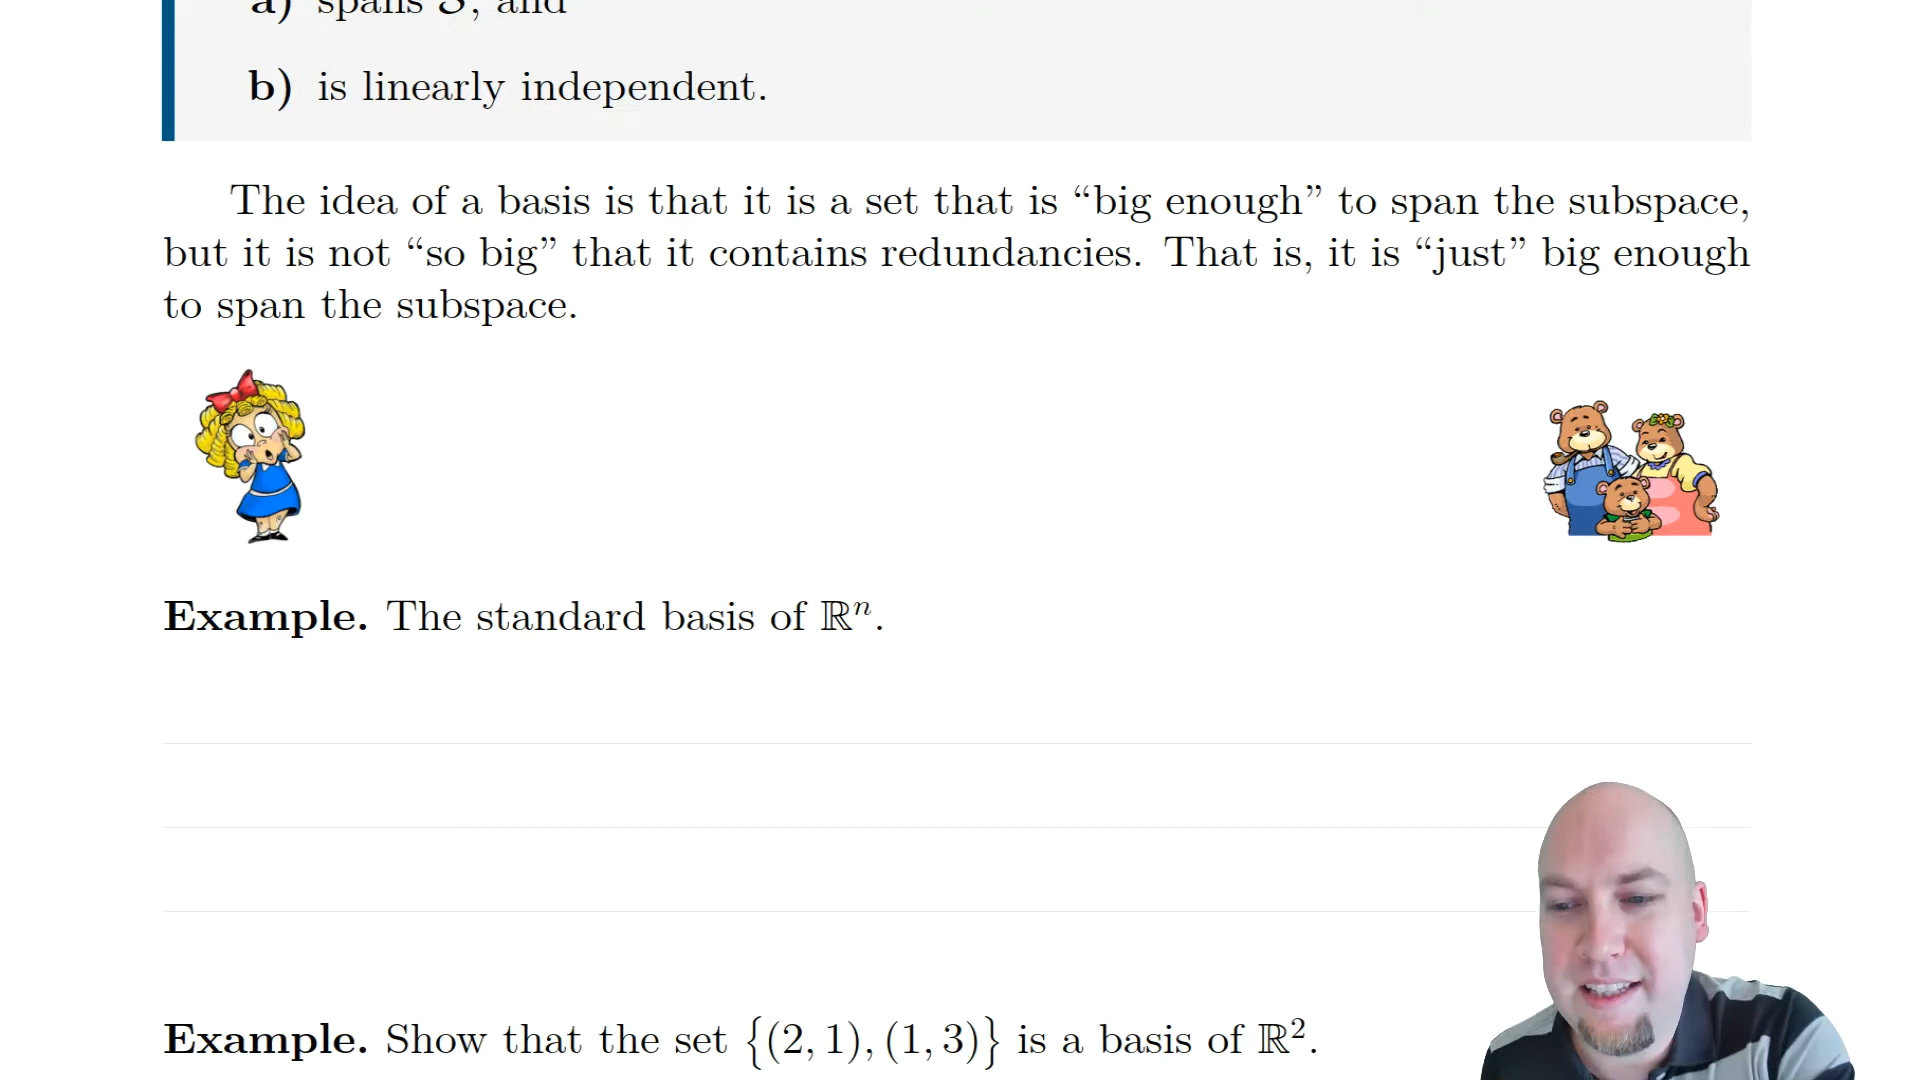 a) spans S, and
b) is linearly independent.
The idea of a basis is that it is a set that is “big enough” to span the subspace,
but it is not “so big” that it contains redundancies. That is, it is “just” big enough
to span the subspace.
Example. The standard basis of ℝⁿ.
Example. Show that the set {(2, 1), (1, 3)} is a basis of ℝ².